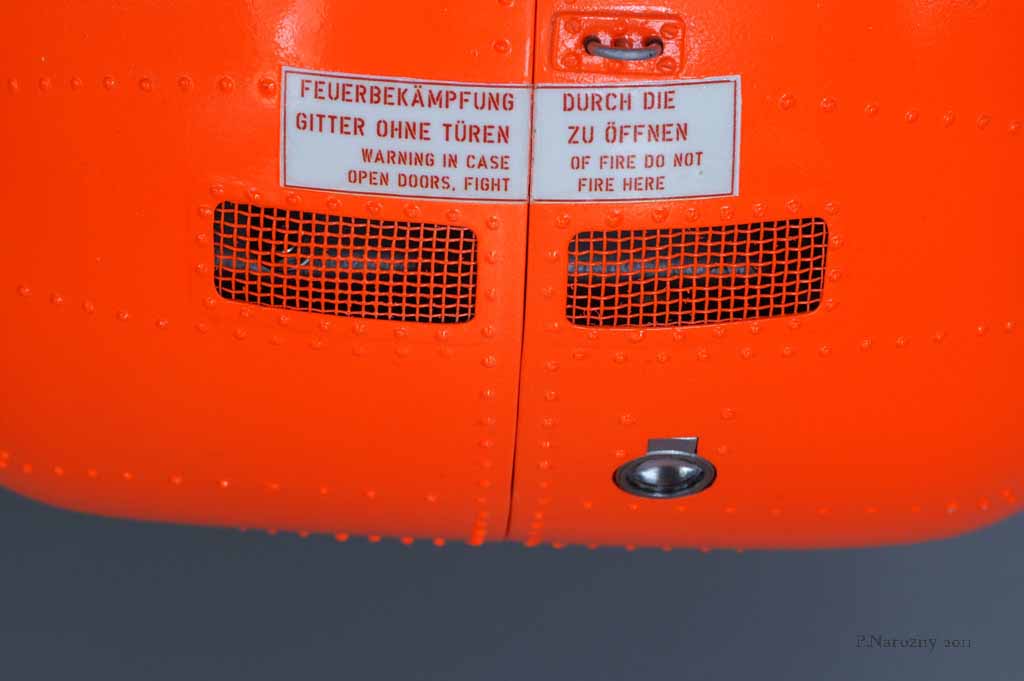 FEUERBEKÄMPFUNG DURCH DIE
GITTER OHNE TÜREN ZU ÖFFNEN
WARNING IN CASE OF FIRE DO NOT
OPEN DOORS, FIGHT FIRE HERE
P.Narozny 2011